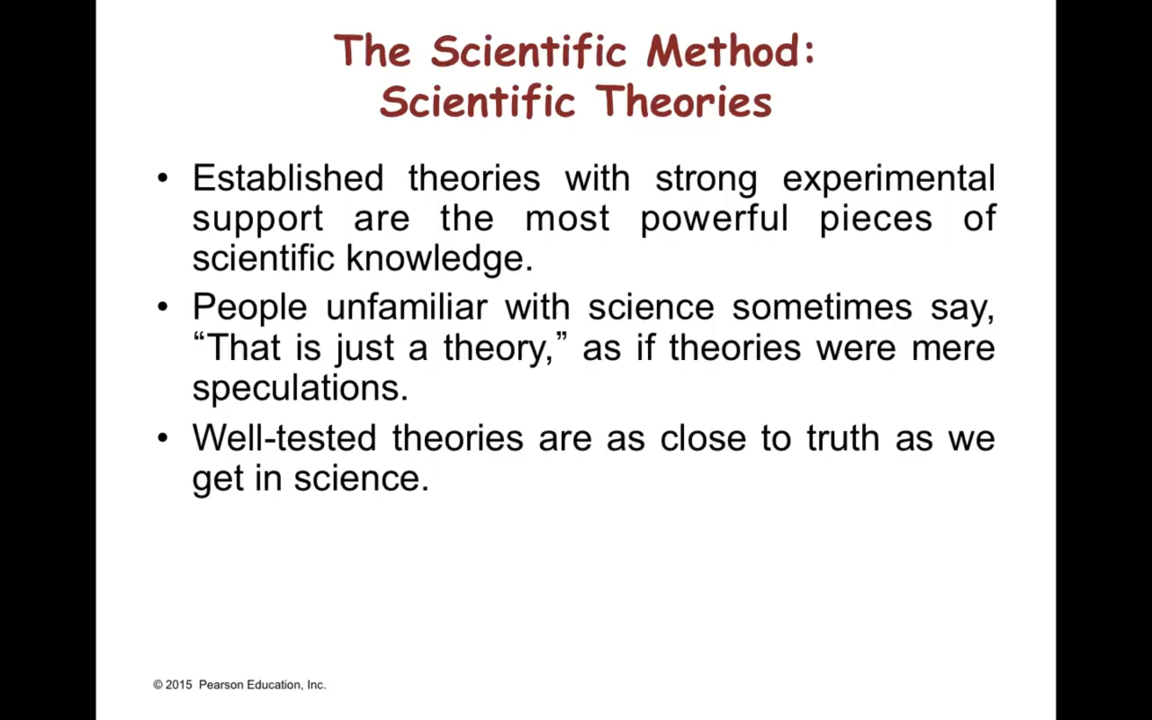 The Scientific Method:
Scientific Theories
• Established theories with strong experimental
support are the most powerful pieces of
scientific knowledge.
• People unfamiliar with science sometimes say,
“That is just a theory,” as if theories were mere
speculations.
• Well-tested theories are as close to truth as we
get in science.
© 2015 Pearson Education, Inc.